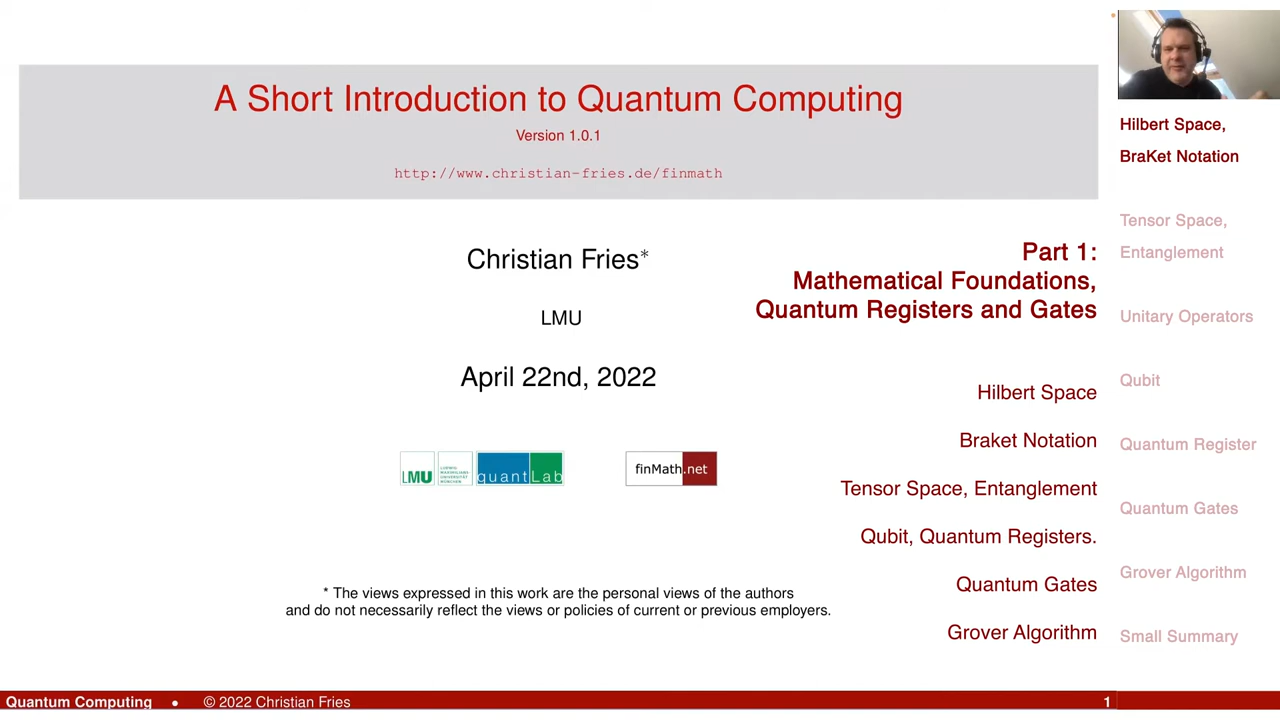 A Short Introduction to Quantum Computing
Version 1.0.1
http://www.christian-fries.de/finmath
Christian Fries*
LMU
April 22nd, 2022
LMU
LUDWIG-
MAXIMILIANS-
UNIVERSITÄT
MÜNCHEN
quantLab
finMath.net
* The views expressed in this work are the personal views of the authors
and do not necessarily reflect the views or policies of current or previous employers.
Part 1:
Mathematical Foundations,
Quantum Registers and Gates
Hilbert Space
Braket Notation
Tensor Space, Entanglement
Qubit, Quantum Registers.
Quantum Gates
Grover Algorithm
Hilbert Space,
BraKet Notation
Tensor Space,
Entanglement
Unitary Operators
Qubit
Quantum Register
Quantum Gates
Grover Algorithm
Small Summary
Quantum Computing • © 2022 Christian Fries 1